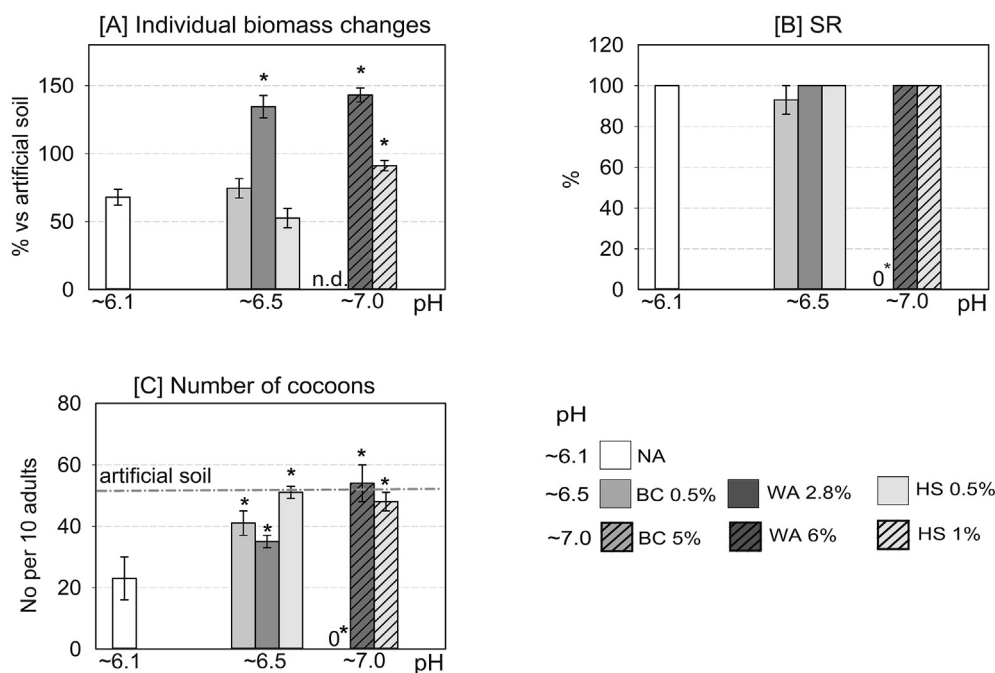 [A] Individual biomass changes
% vs artificial soil
150
100
50
0
*
*
*
n.d.
~6.1
~6.5
~7.0
pH
[B] SR
%
120
100
80
60
40
20
0
0*
~6.1
~6.5
~7.0
pH
[C] Number of cocoons
No per 10 adults
80
60
40
20
0
artificial soil
*
*
*
*
*
0*
~6.1
~6.5
~7.0
pH
pH
~6.1 NA
~6.5 BC 0.5% WA 2.8% HS 0.5%
~7.0 BC 5% WA 6% HS 1%